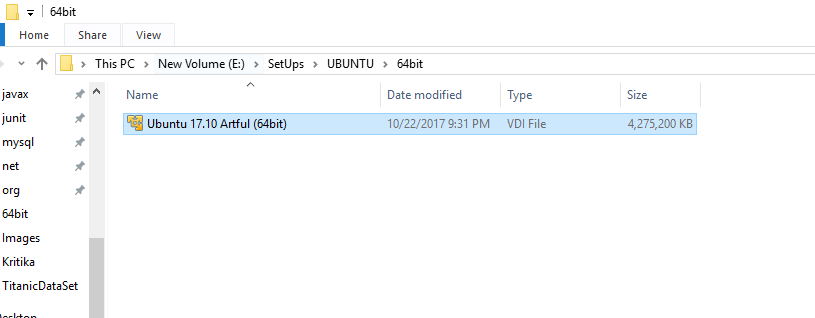 64bit
Home Share View
This PC New Volume (E:) SetUps UBUNTU 64bit
javax
junit
mysql
net
org
64bit
Images
Kritika
TitanicDataSet
Desktop
Name Date modified Type Size
Ubuntu 17.10 Artful (64bit) 10/22/2017 9:31 PM VDI File 4,275,200 KB